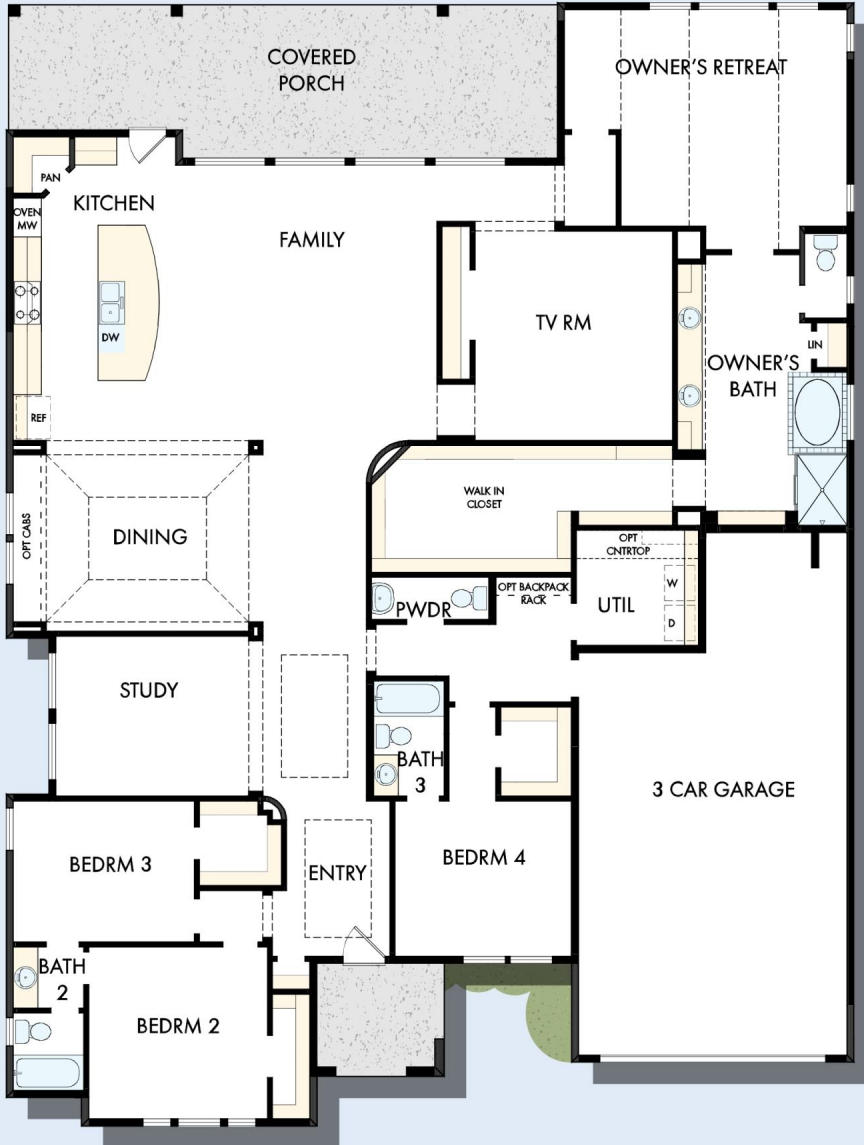 COVERED
PORCH
OWNER'S RETREAT
PAN
KITCHEN
OVEN
MW
FAMILY
DW
TV RM
LIN
OWNER'S
BATH
REF
WALK IN
CLOSET
OPT CABS
DINING
OPT
CNTRTOP
W
OPT BACKPACK
RACK
PWDR
UTIL
D
STUDY
BATH
3
3 CAR GARAGE
BEDRM 3
BEDRM 4
ENTRY
BATH
2
BEDRM 2